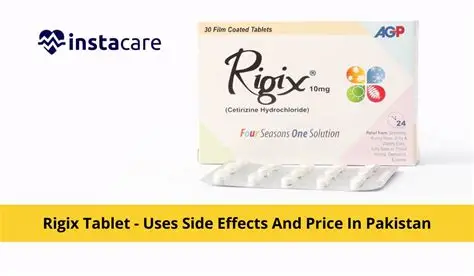 instacare
30 Film Coated Tablets
AGP
Rigix®
10mg
(Cetirizine Hydrochloride)
24
Four Seasons One Solution
Rigix Tablet - Uses Side Effects And Price In Pakistan